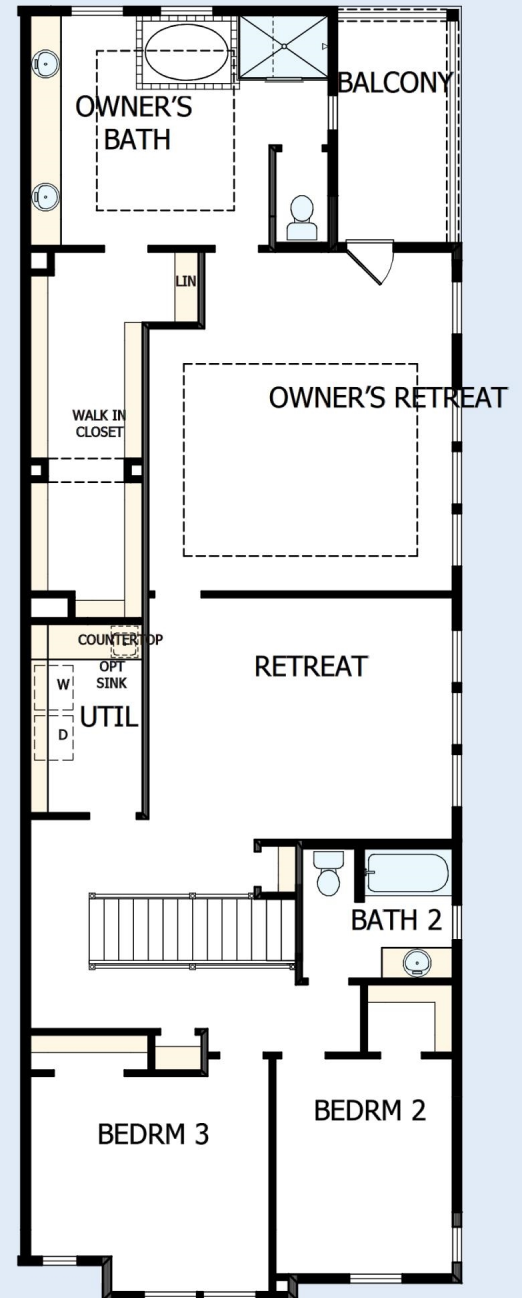 BALCONY
OWNER'S
BATH
LIN
OWNER'S RETREAT
WALK IN
CLOSET
COUNTERTOP
OPT
SINK
W
UTIL
D
RETREAT
BATH 2
BEDRM 2
BEDRM 3